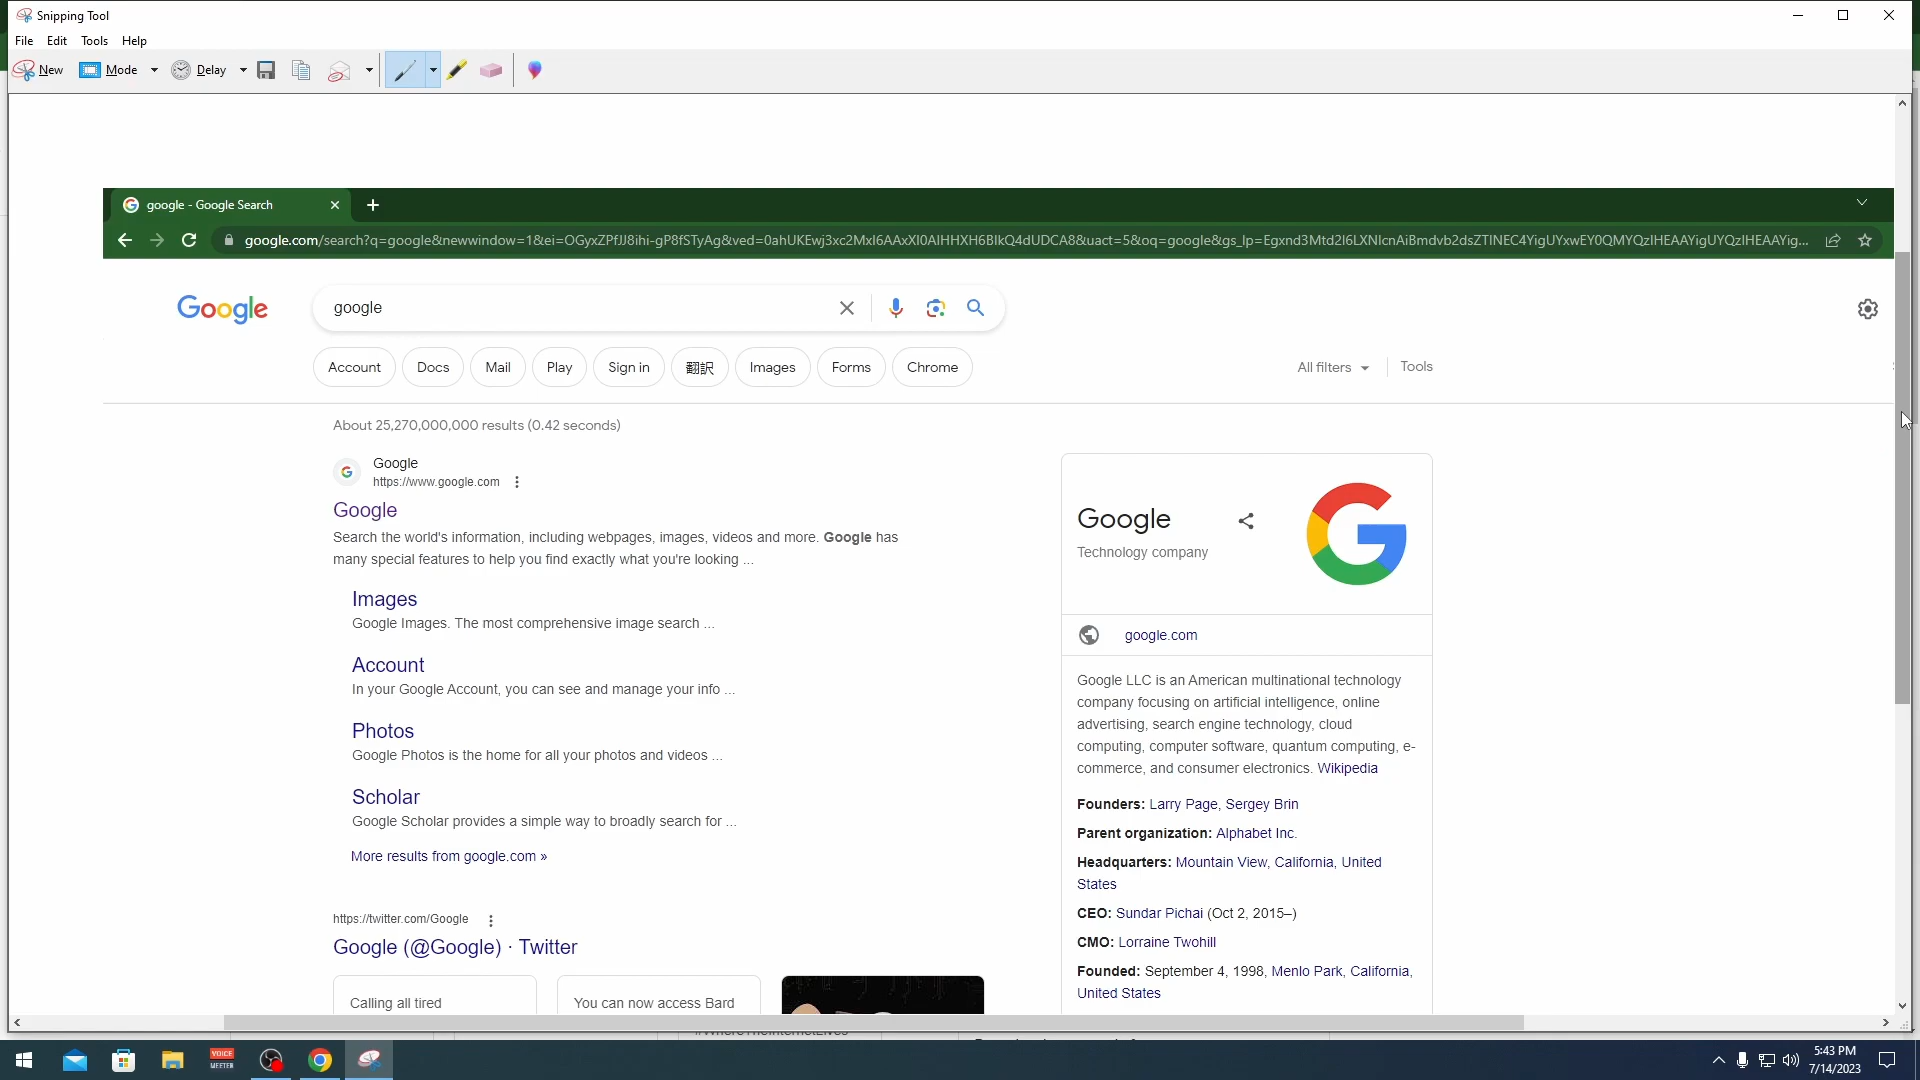 Snipping Tool
File Edit Tools Help
New Mode Delay
google - Google Search
google.com/search?q=google&newwindow=1&ei=OGyxZPfJJ8ihi-gP8fSTyAg&ved=0ahUKEwj3xc2MxI6AAxXI0AIHHXH6BIkQ4dUDCA8&uact=5&oq=google&gs_lp=Egxnd3Mtd2l6LXNlcnAiBmdvb2dsZTINEC4YigUYxwEY0QMYQzIHEAAYigUYQzIHEAAYig...
Google google
Account Docs Mail Play Sign in 翻訳 Images Forms Chrome All filters Tools
About 25,270,000,000 results (0.42 seconds)
Google
https://www.google.com
Google
Search the world's information, including webpages, images, videos and more. Google has
many special features to help you find exactly what you're looking ...
Images
Google Images. The most comprehensive image search ...
Account
In your Google Account, you can see and manage your info ...
Photos
Google Photos is the home for all your photos and videos ...
Scholar
Google Scholar provides a simple way to broadly search for ...
More results from google.com »
https://twitter.com/Google
Google (@Google) · Twitter
Calling all tired
You can now access Bard
Google
Technology company
google.com
Google LLC is an American multinational technology
company focusing on artificial intelligence, online
advertising, search engine technology, cloud
computing, computer software, quantum computing, e-
commerce, and consumer electronics. Wikipedia
Founders: Larry Page, Sergey Brin
Parent organization: Alphabet Inc.
Headquarters: Mountain View, California, United
States
CEO: Sundar Pichai (Oct 2, 2015–)
CMO: Lorraine Twohill
Founded: September 4, 1998, Menlo Park, California,
United States
VOICE
MEETER
5:43 PM
7/14/2023